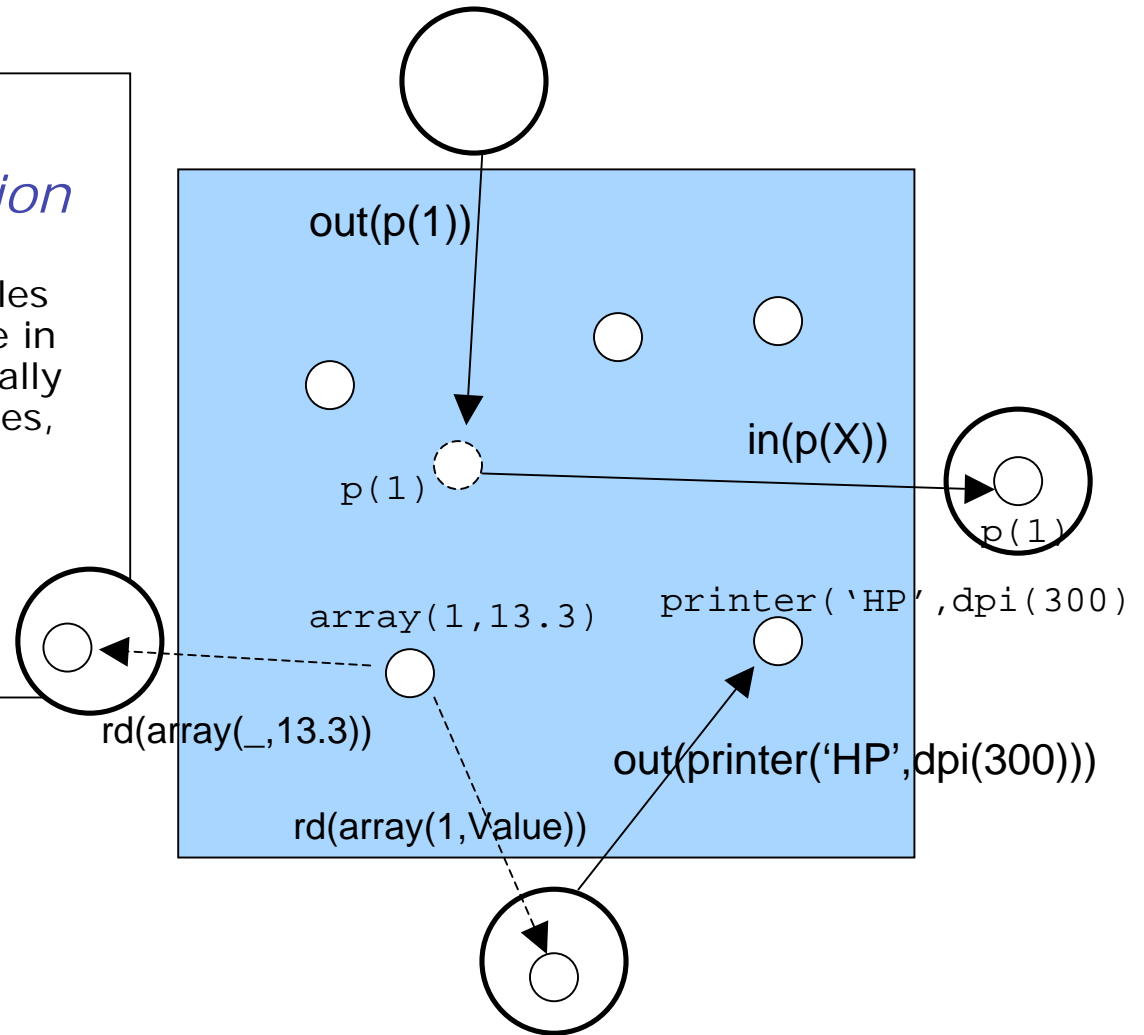 ion
les
e in
ally
es,
out(p(1))
in(p(X))
p(1)
p(1)
array(1,13.3)
printer(‘HP’,dpi(300)
rd(array(_,13.3))
out(printer(‘HP’,dpi(300)))
rd(array(1,Value))